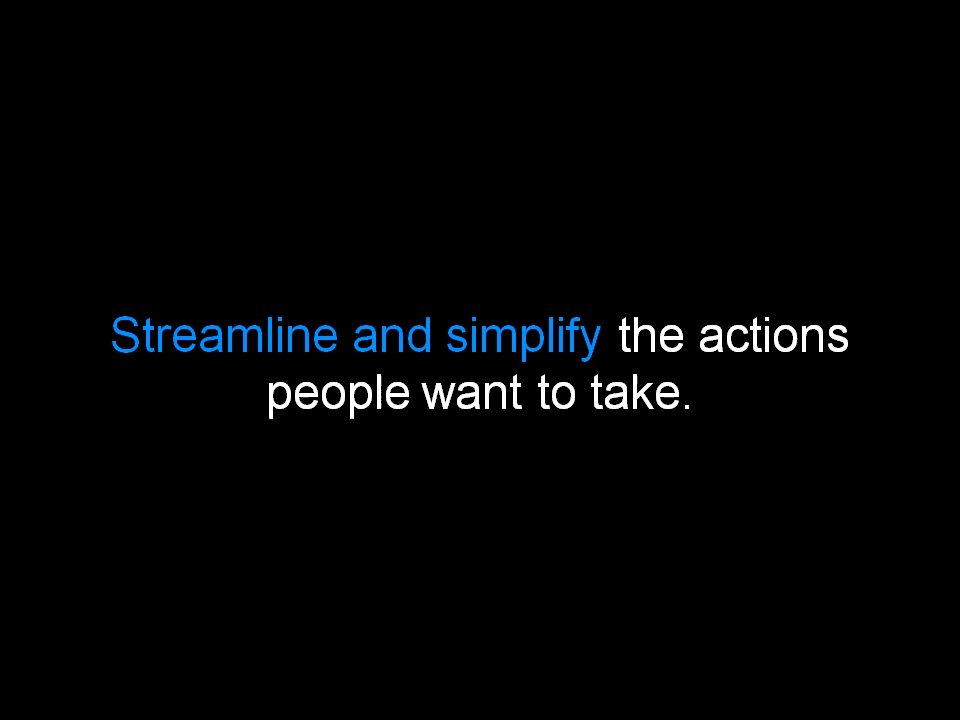 Streamline and simplify the actions
people want to take.